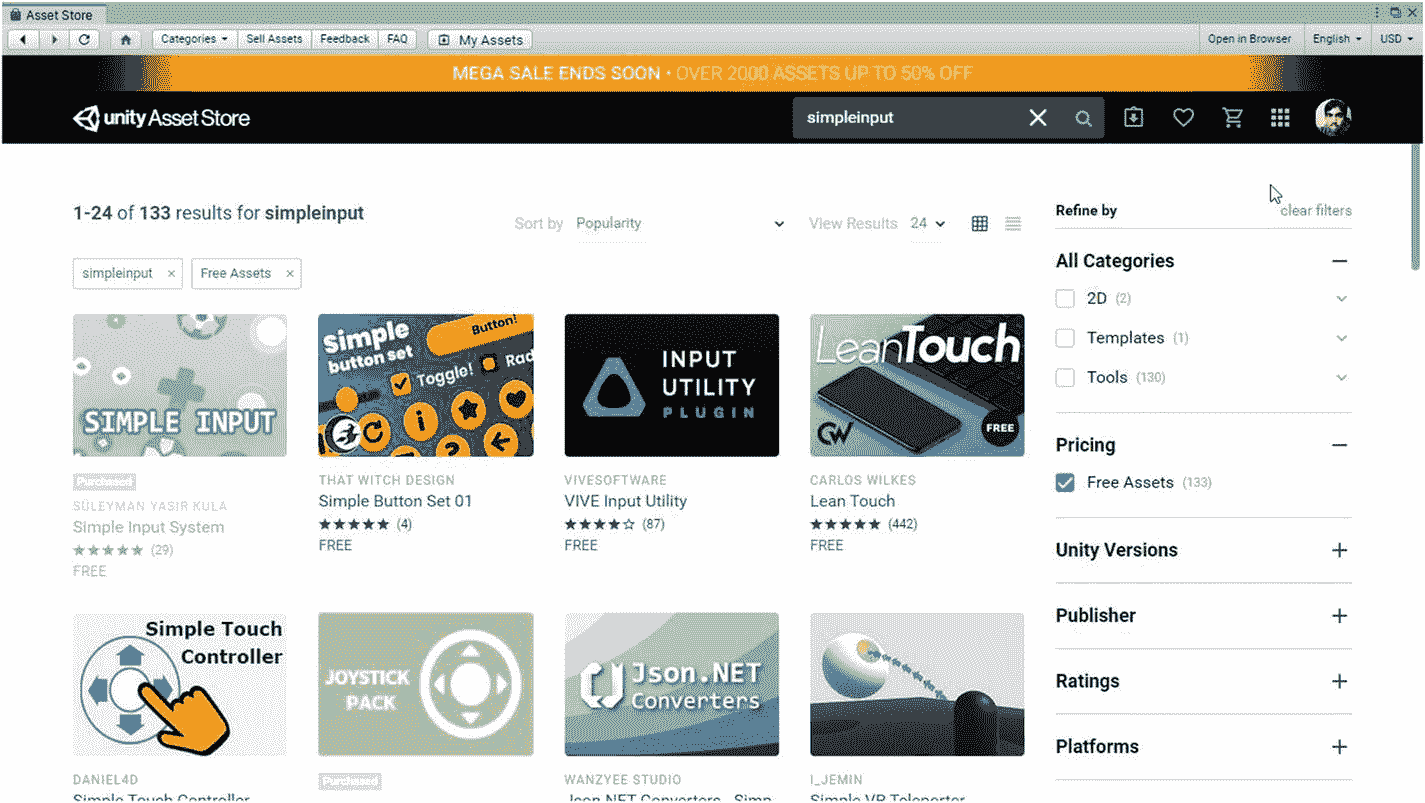 Asset Store
Categories
Sell Assets
Feedback
FAQ
My Assets
Open in Browser
English
USD
MEGA SALE ENDS SOON • OVER 2000 ASSETS UP TO 50% OFF
unity Asset Store
simpleinput
1-24 of 133 results for simpleinput
Sort by Popularity
View Results 24
simpleinput ×
Free Assets ×
SIMPLE INPUT
Purchased
SÜLEYMAN YASIR KULA
Simple Input System
(29)
FREE
Simple
button set
Button!
Toggle!
Rad
THAT WITCH DESIGN
Simple Button Set 01
(4)
FREE
INPUT
UTILITY
PLUGIN
VIVESOFTWARE
VIVE Input Utility
(87)
FREE
LeanTouch
CW
FREE
CARLOS WILKES
Lean Touch
(442)
FREE
Simple Touch
Controller
DANIEL4D
Simple Touch Controller
JOYSTICK
PACK
Purchased
Json.NET
Converters
WANZYEE STUDIO
Json.NET Converters - Simp
I_JEMIN
Simple VR Teleporter
Refine by
clear filters
All Categories
2D (2)
Templates (1)
Tools (130)
Pricing
Free Assets (133)
Unity Versions
Publisher
Ratings
Platforms